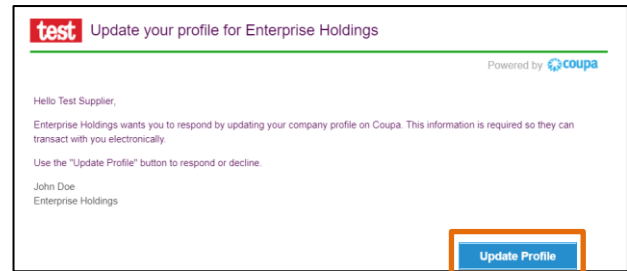 test Update your profile for Enterprise Holdings
Powered by coupa
Hello Test Supplier,
Enterprise Holdings wants you to respond by updating your company profile on Coupa. This information is required so they can
transact with you electronically.
Use the "Update Profile" button to respond or decline.
John Doe
Enterprise Holdings
Update Profile